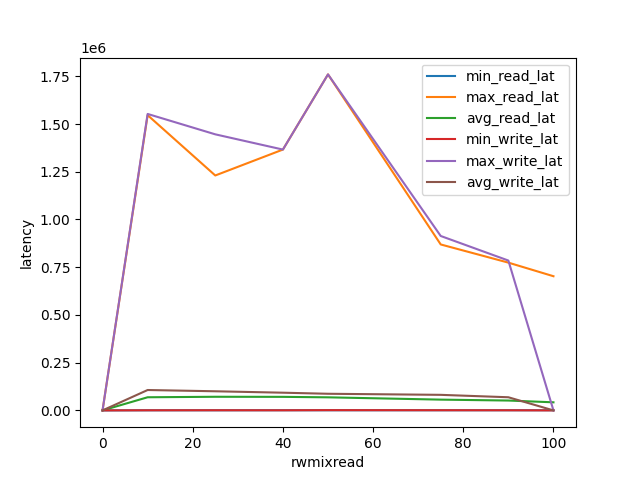 1e6
1.75
1.50
1.25
1.00
0.75
0.50
0.25
0.00
latency
0 20 40 60 80 100
rwmixread
min_read_lat
max_read_lat
avg_read_lat
min_write_lat
max_write_lat
avg_write_lat